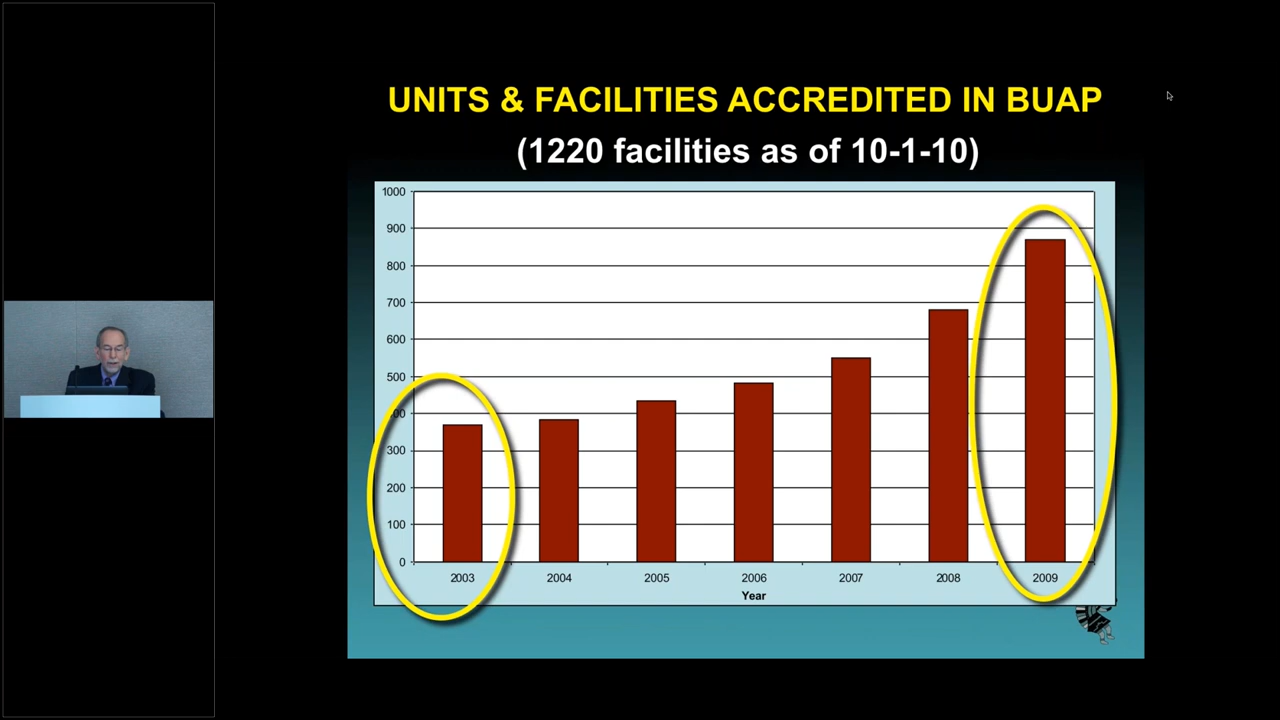 UNITS & FACILITIES ACCREDITED IN BUAP
(1220 facilities as of 10-1-10)
1000
900
800
700
600
500
300
200
100
0
2003 2004 2005 2006 2007 2008 2009
Year